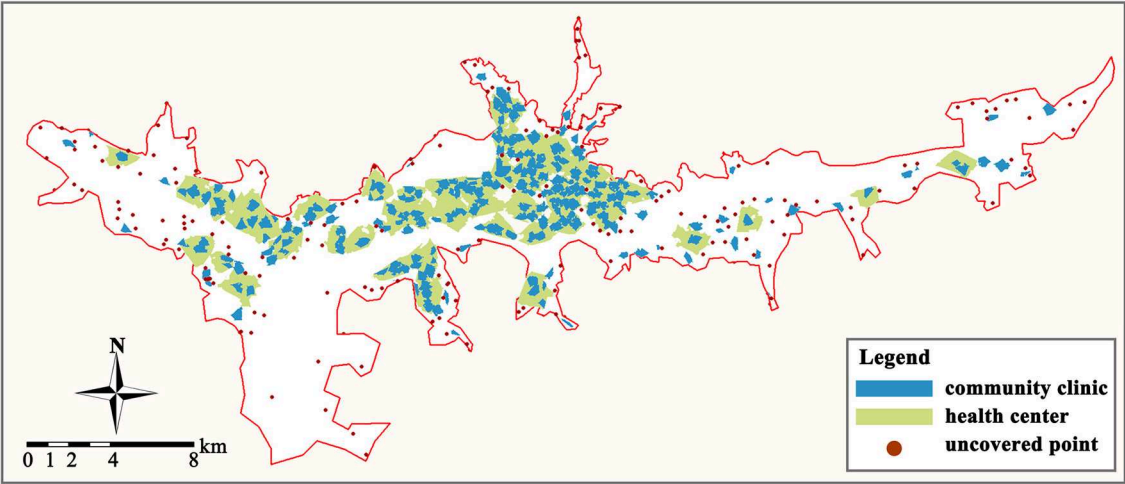 N
0 1 2 4 8 km
Legend
community clinic
health center
uncovered point